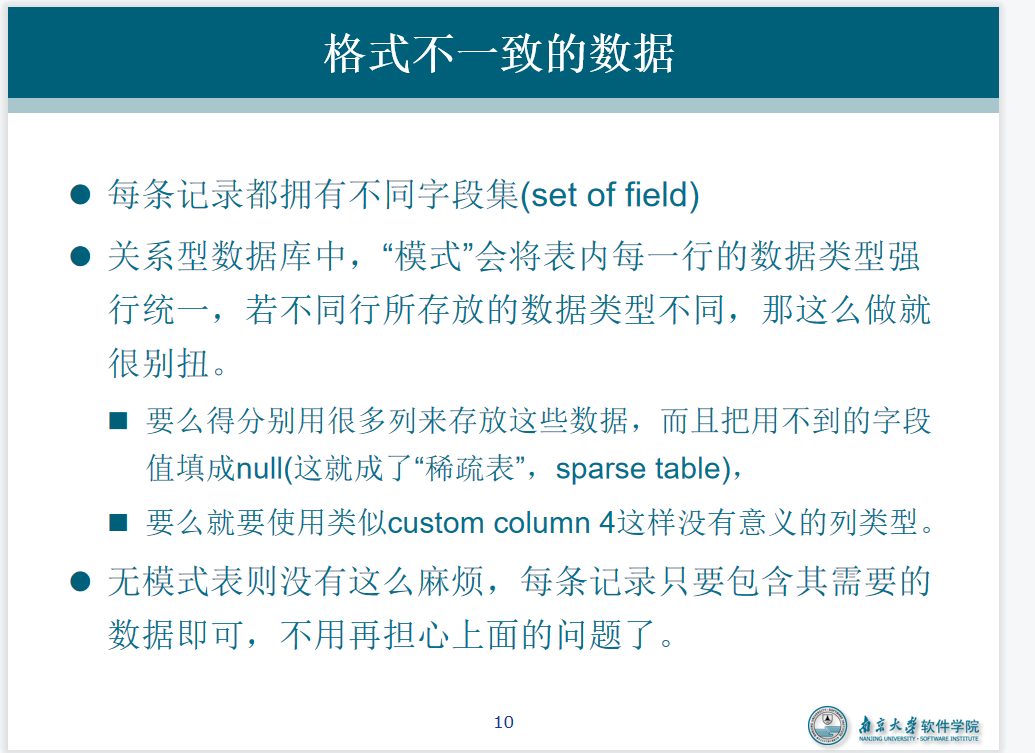 格式不一致的数据
每条记录都拥有不同字段集(set of field)
关系型数据库中，“模式”会将表内每一行的数据类型强
行统一，若不同行所存放的数据类型不同，那这么做就
很别扭。
要么得分别用很多列来存放这些数据，而且把用不到的字段
值填成null(这就成了“稀疏表”，sparse table)，
要么就要使用类似custom column 4这样没有意义的列类型。
无模式表则没有这么麻烦，每条记录只要包含其需要的
数据即可，不用再担心上面的问题了。
10
南京大学软件学院
NANJING UNIVERSITY · SOFTWARE INSTITUTE